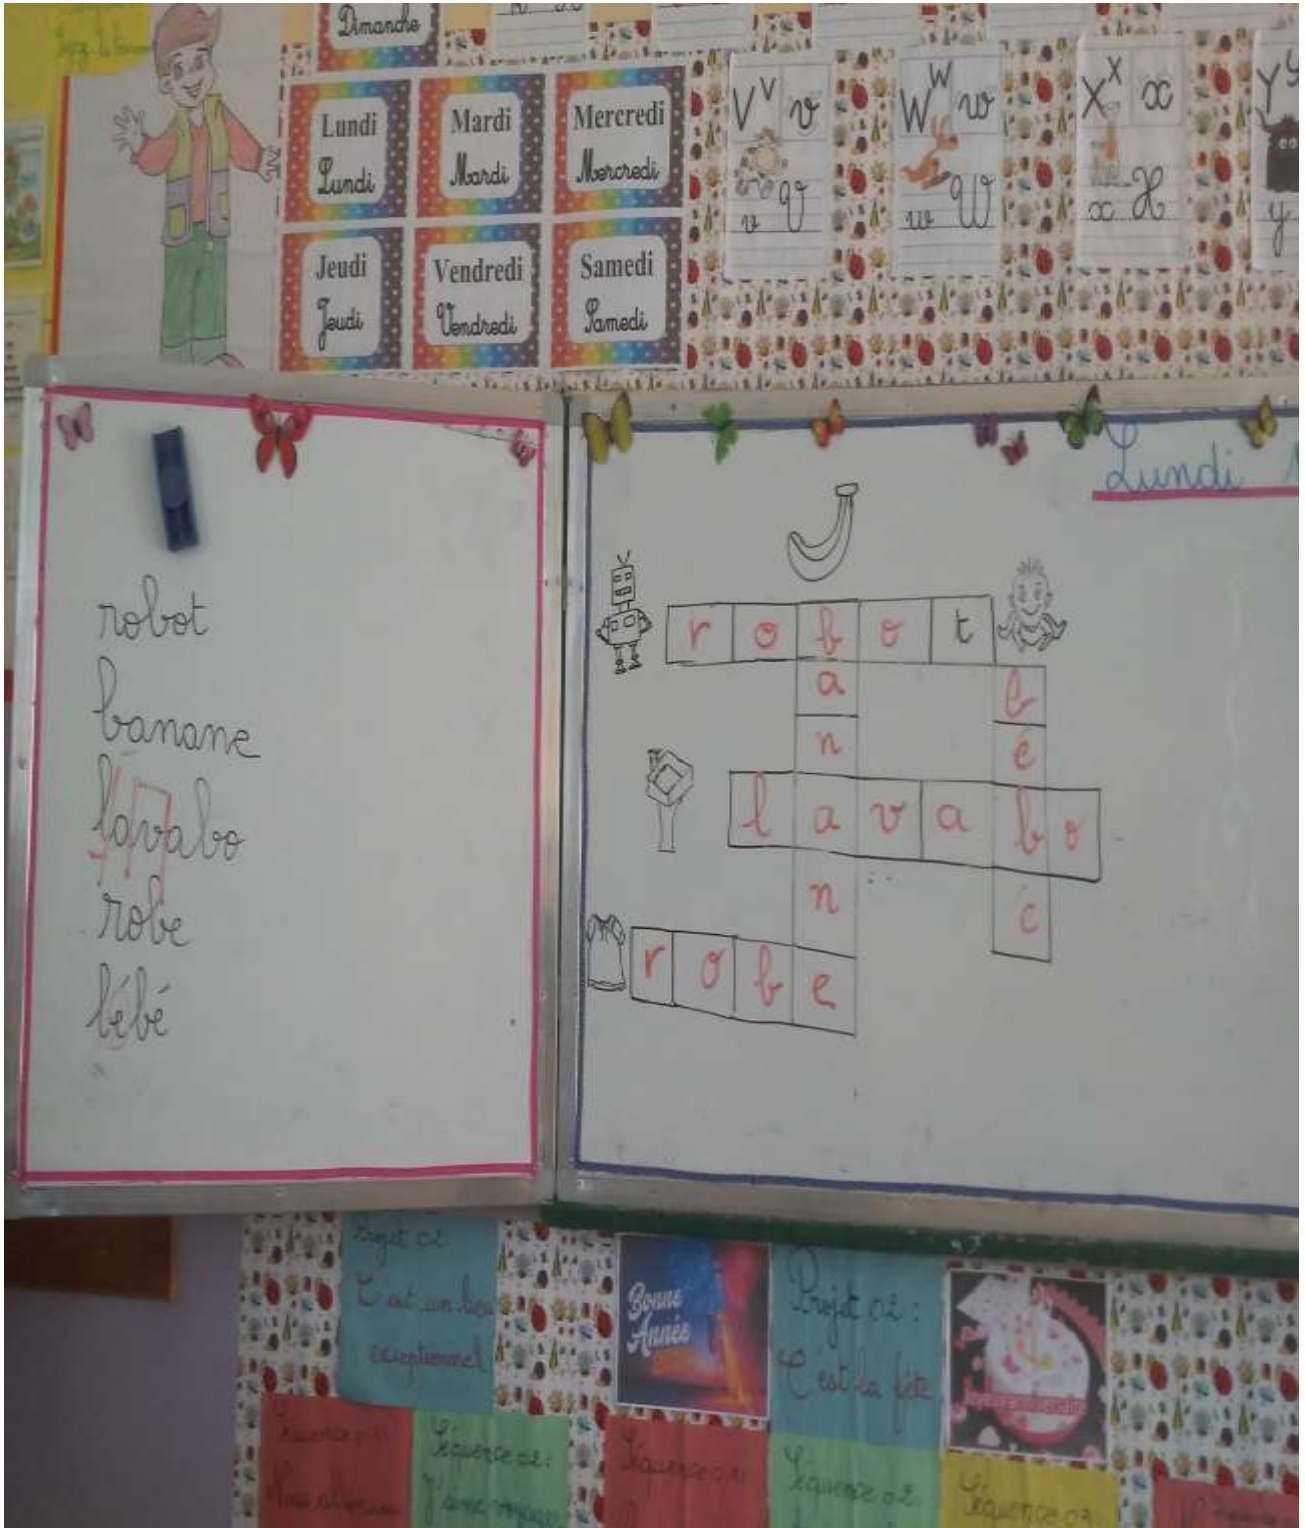 Dimanche
Lundi
Lundi
Mardi
Mardi
Mercredi
Mercredi
Jeudi
Jeudi
Vendredi
Vendredi
Samedi
Samedi
V v v
v V
W w w
w W
X x x
x X
Y y
y
Lundi
robot
banane
lavabo
robe
bébé
r o b o t
a b
n é
l a v a b o
n é
r o b e
Projet 02
C'est un lieu
exceptionnel
Bonne
Année
Projet 02 :
C'est la fête
Séquence 01
Séquence 02 :
J'aime voyager
Séquence 01
Séquence 02
Séquence 03